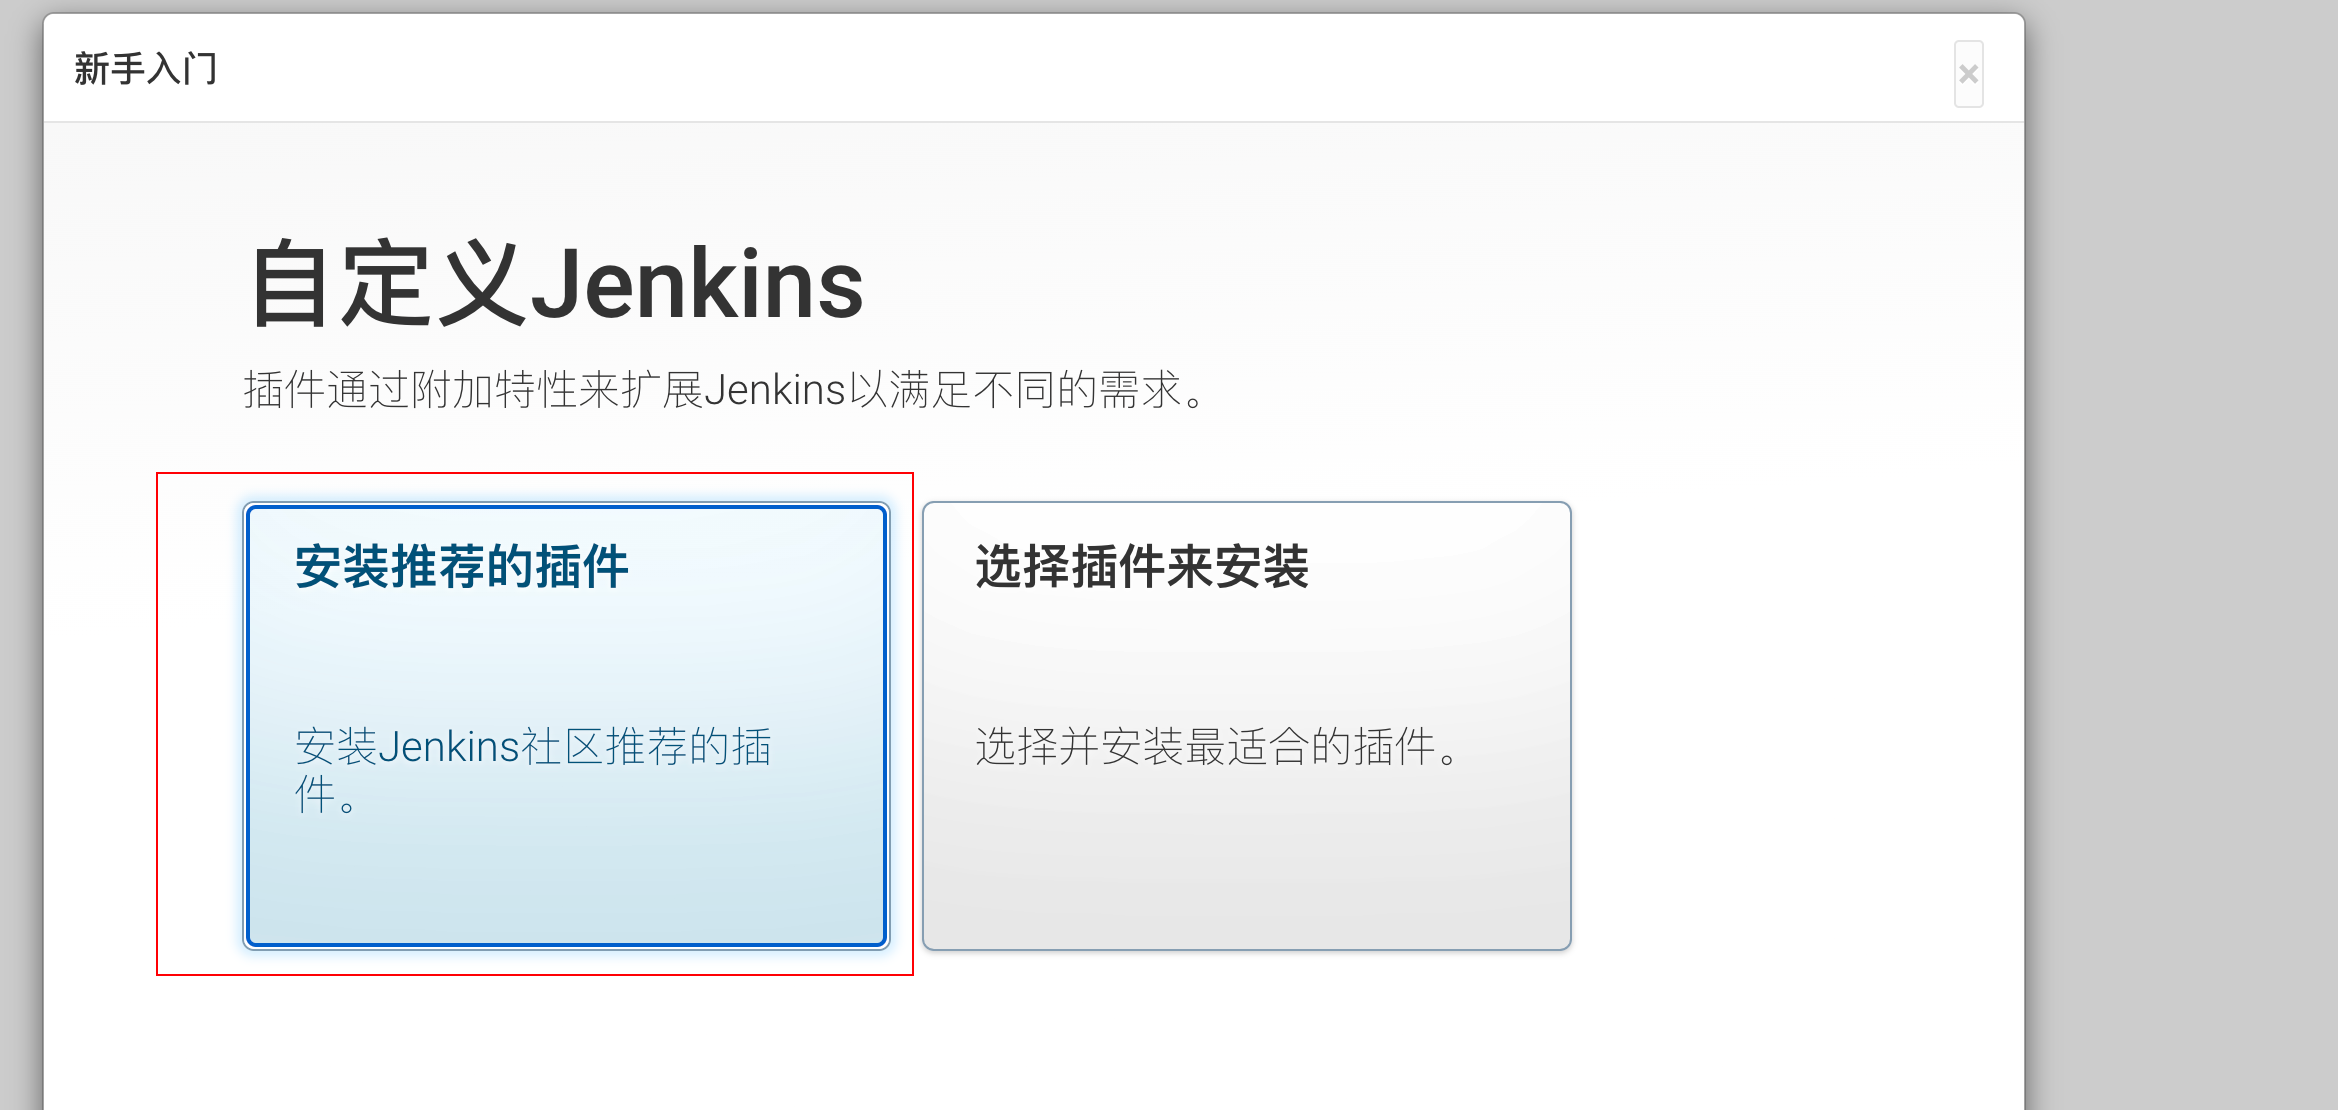 新手入门
×
自定义Jenkins
插件通过附加特性来扩展Jenkins以满足不同的需求。
安装推荐的插件
安装Jenkins社区推荐的插
件。
选择插件来安装
选择并安装最适合的插件。